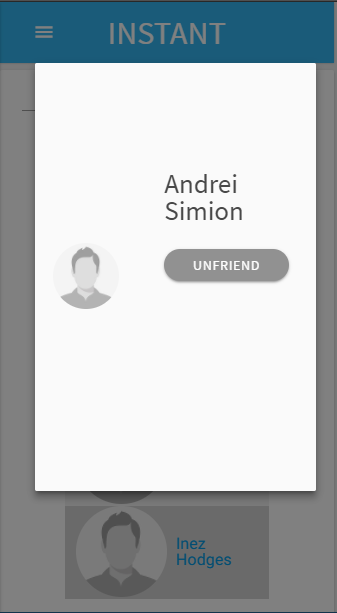 INSTANT
Andrei
Simion
UNFRIEND
Inez
Hodges